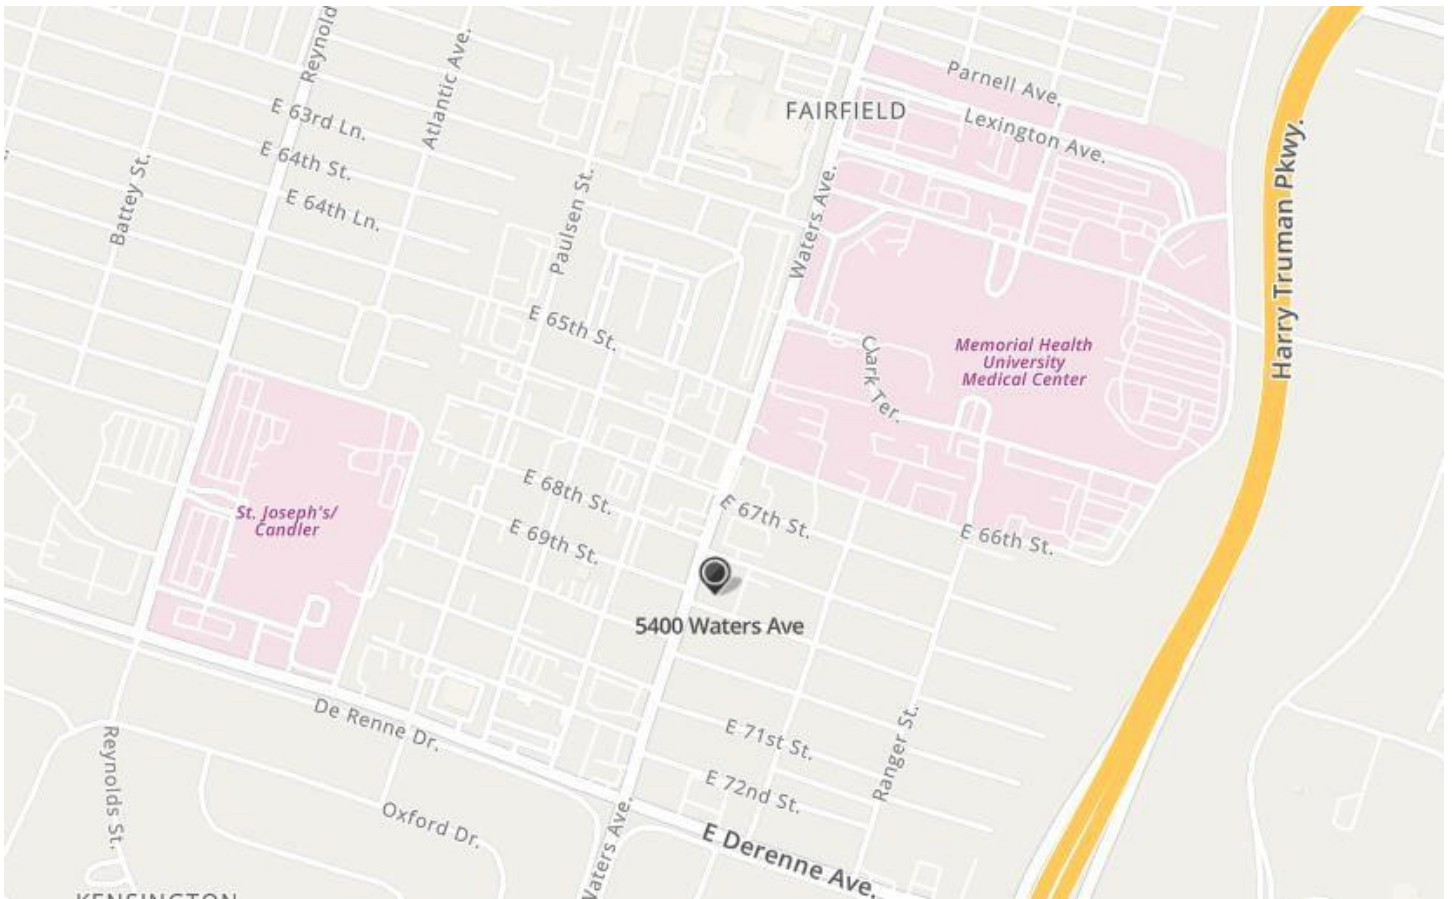 Reynold
Atlantic Ave.
Parnell Ave.
E 63rd Ln.
FAIRFIELD
Lexington Ave.
Harry Truman Pkwy.
E 64th St.
Battey St.
E 64th Ln.
Paulsen St.
Waters Ave.
E 65th St.
Clark Ter.
Memorial Health
University
Medical Center
E 68th St.
St. Joseph's/
Candler
E 67th St.
E 69th St.
E 66th St.
5400 Waters Ave
De Renne Dr.
E 71st St.
Ranger St.
Reynolds St.
E 72nd St.
Oxford Dr.
Waters Ave.
E Derenne Ave.
KENSINGTON